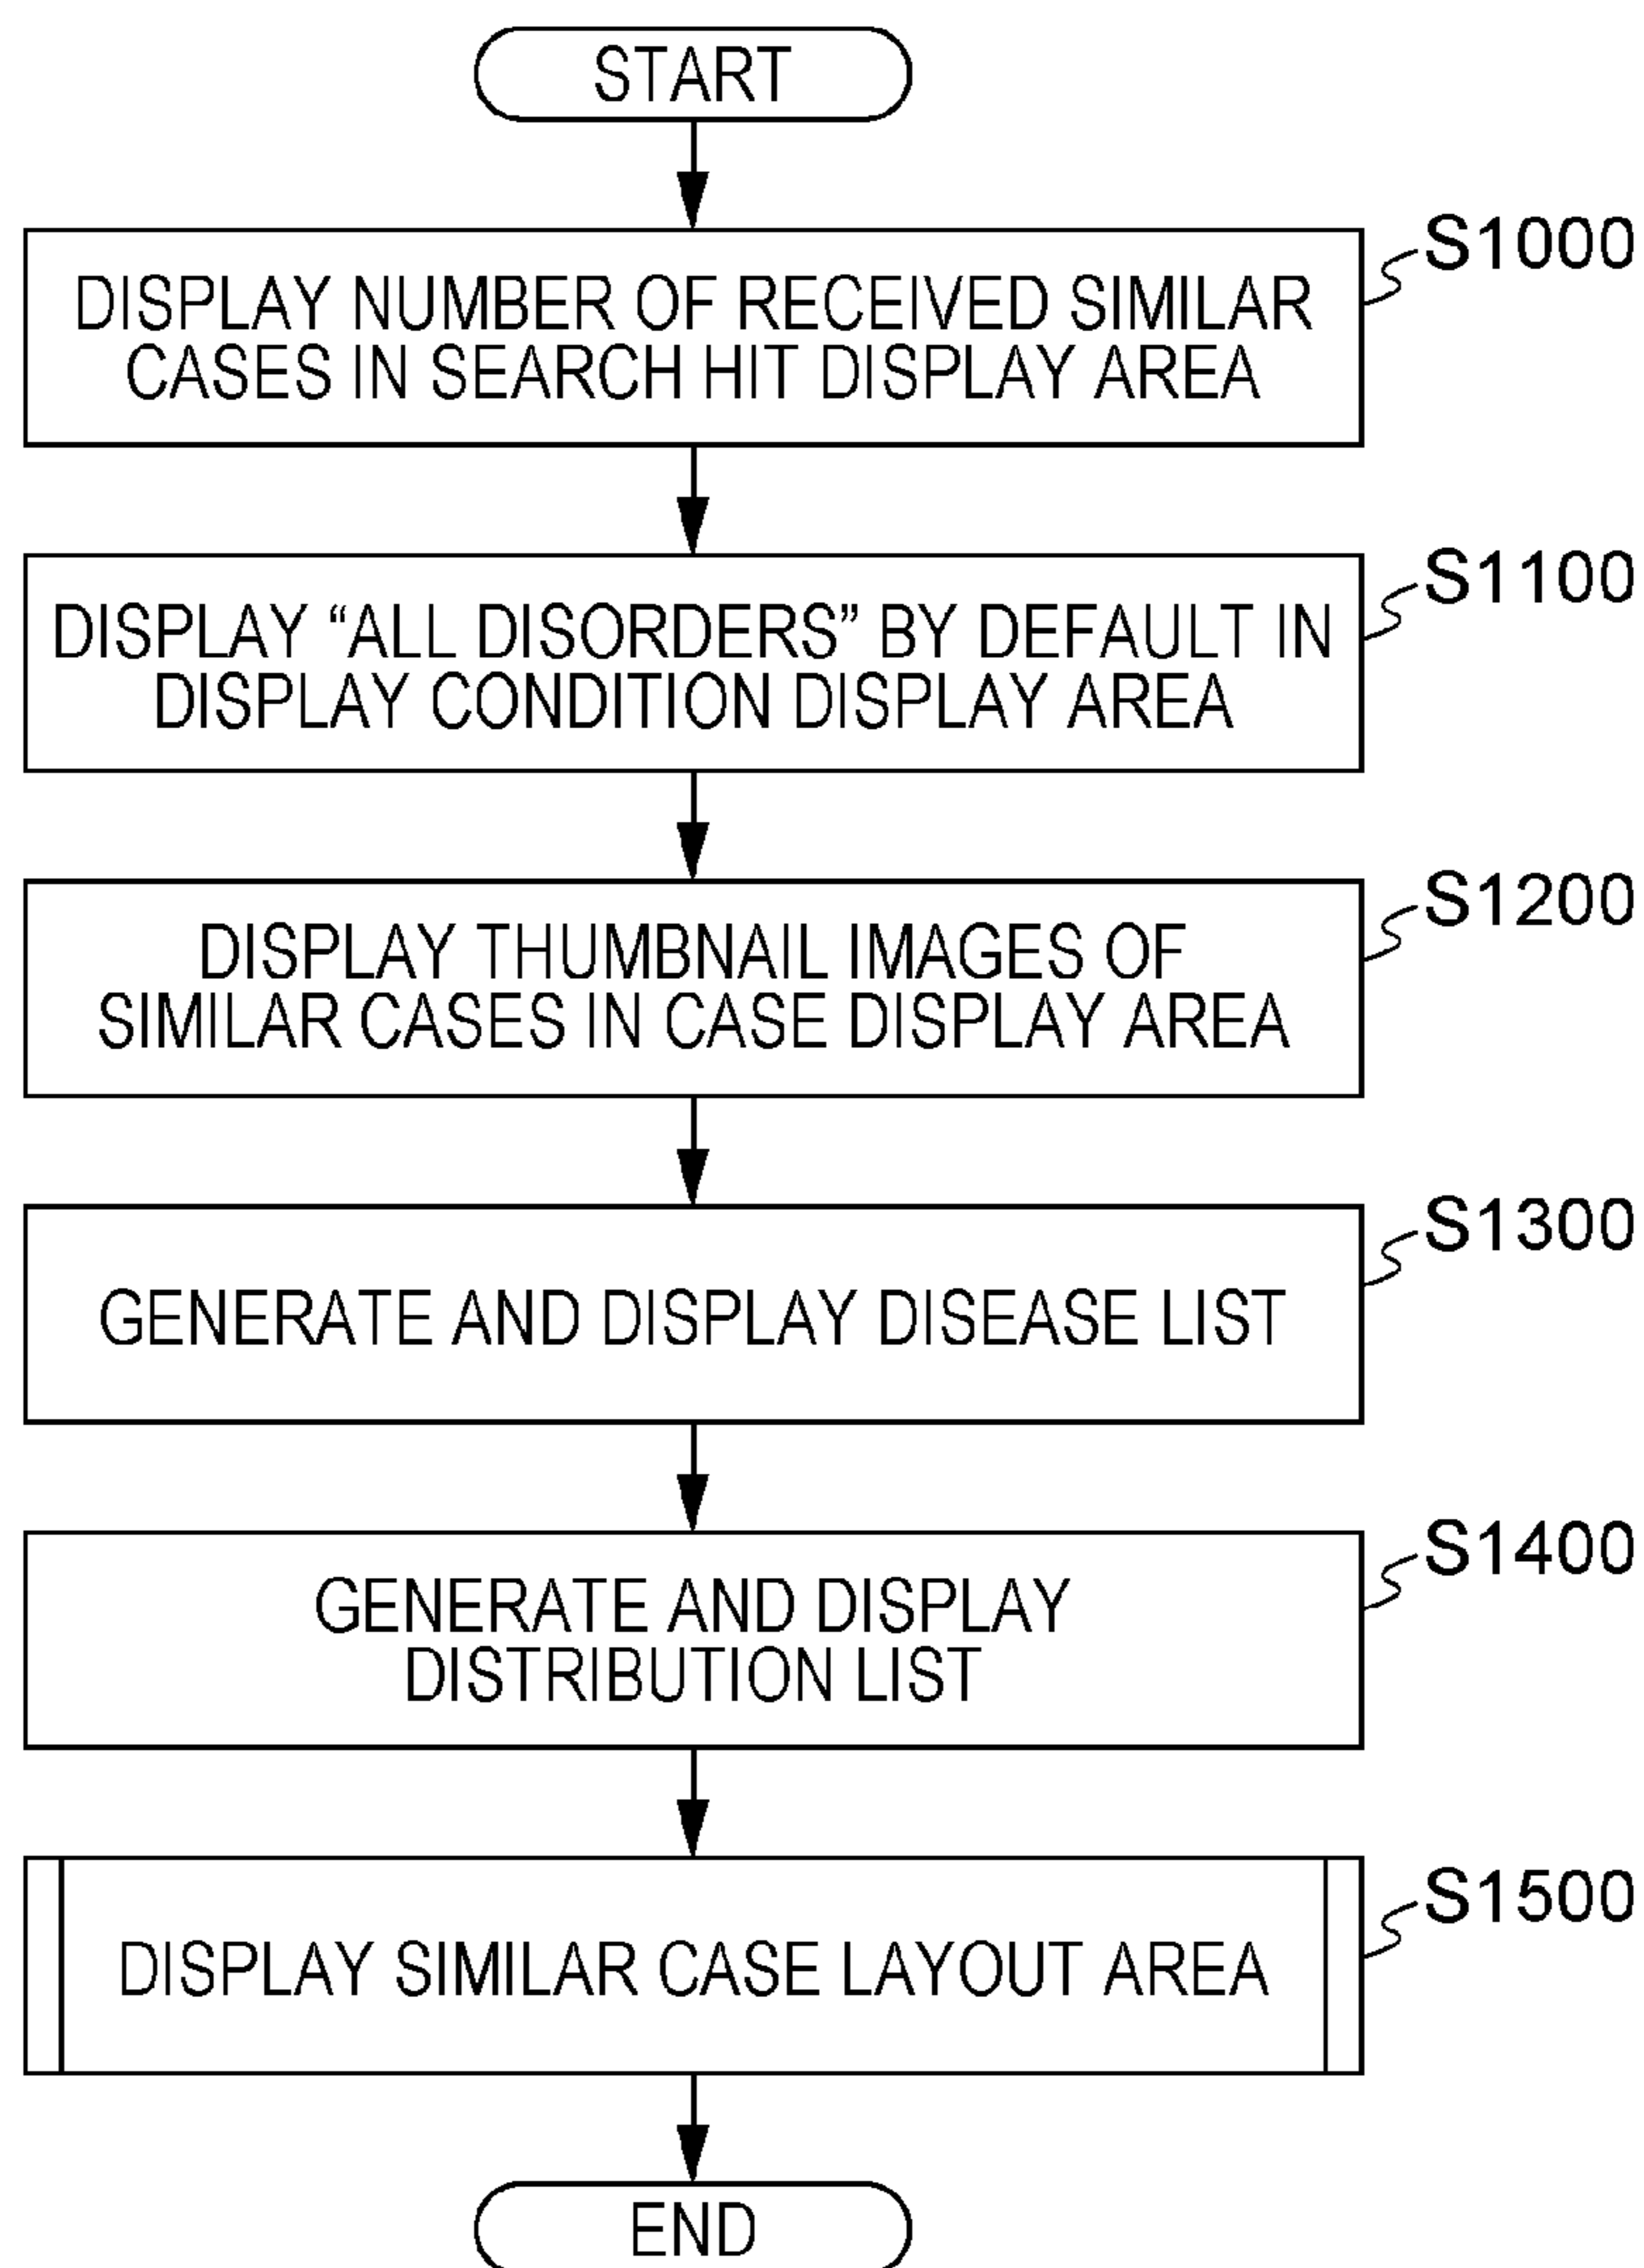 START
S1000
DISPLAY NUMBER OF RECEIVED SIMILAR
CASES IN SEARCH HIT DISPLAY AREA
S1100
DISPLAY “ALL DISORDERS” BY DEFAULT IN
DISPLAY CONDITION DISPLAY AREA
S1200
DISPLAY THUMBNAIL IMAGES OF
SIMILAR CASES IN CASE DISPLAY AREA
S1300
GENERATE AND DISPLAY DISEASE LIST
S1400
GENERATE AND DISPLAY
DISTRIBUTION LIST
S1500
DISPLAY SIMILAR CASE LAYOUT AREA
END